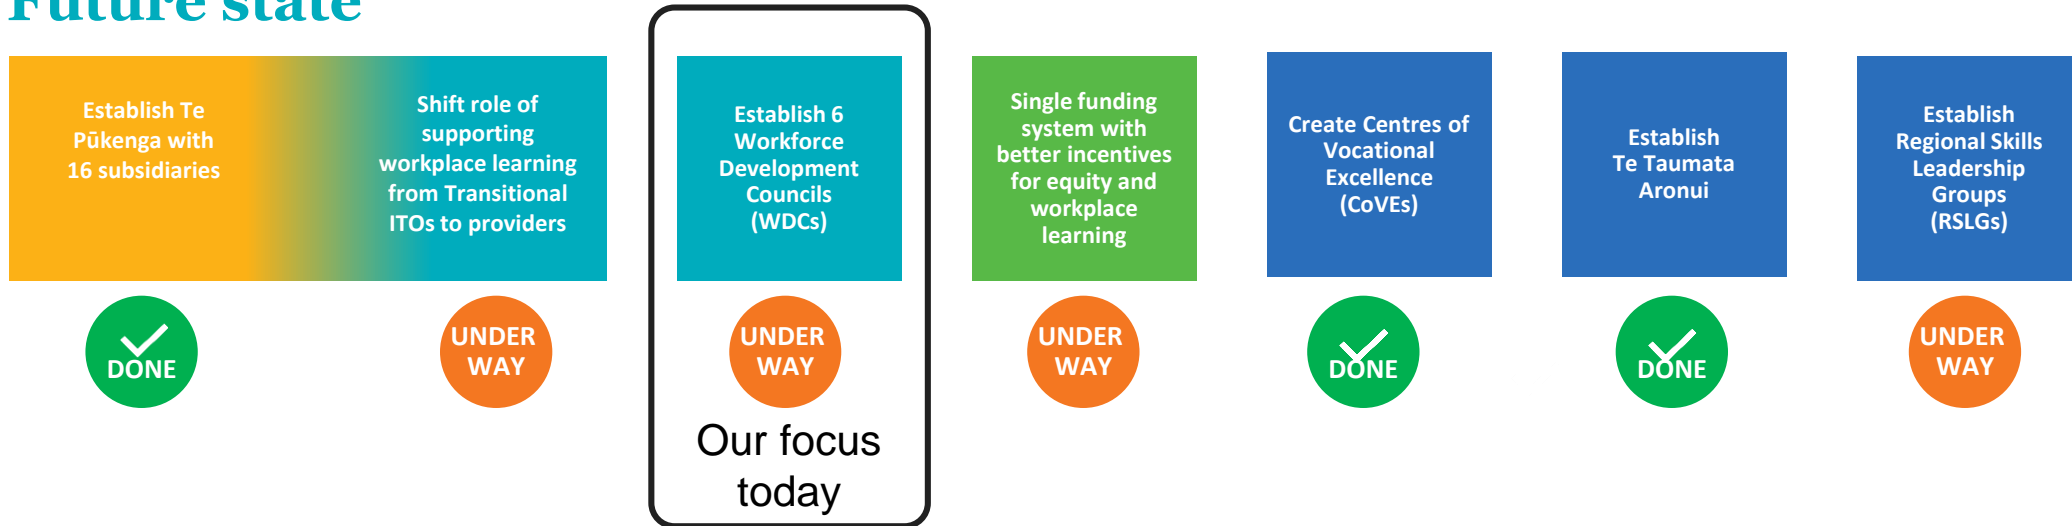 Future state
Establish Te
Pūkenga with
16 subsidiaries
Shift role of
supporting
workplace learning
from Transitional
ITOs to providers
Establish 6
Workforce
Development
Councils
(WDCs)
Single funding
system with
better incentives
for equity and
workplace
learning
Create Centres of
Vocational
Excellence
(CoVEs)
Establish
Te Taumata
Aronui
Establish
Regional Skills
Leadership
Groups
(RSLGs)
DONE
UNDER
WAY
UNDER
WAY
UNDER
WAY
DONE
DONE
UNDER
WAY
Our focus
today